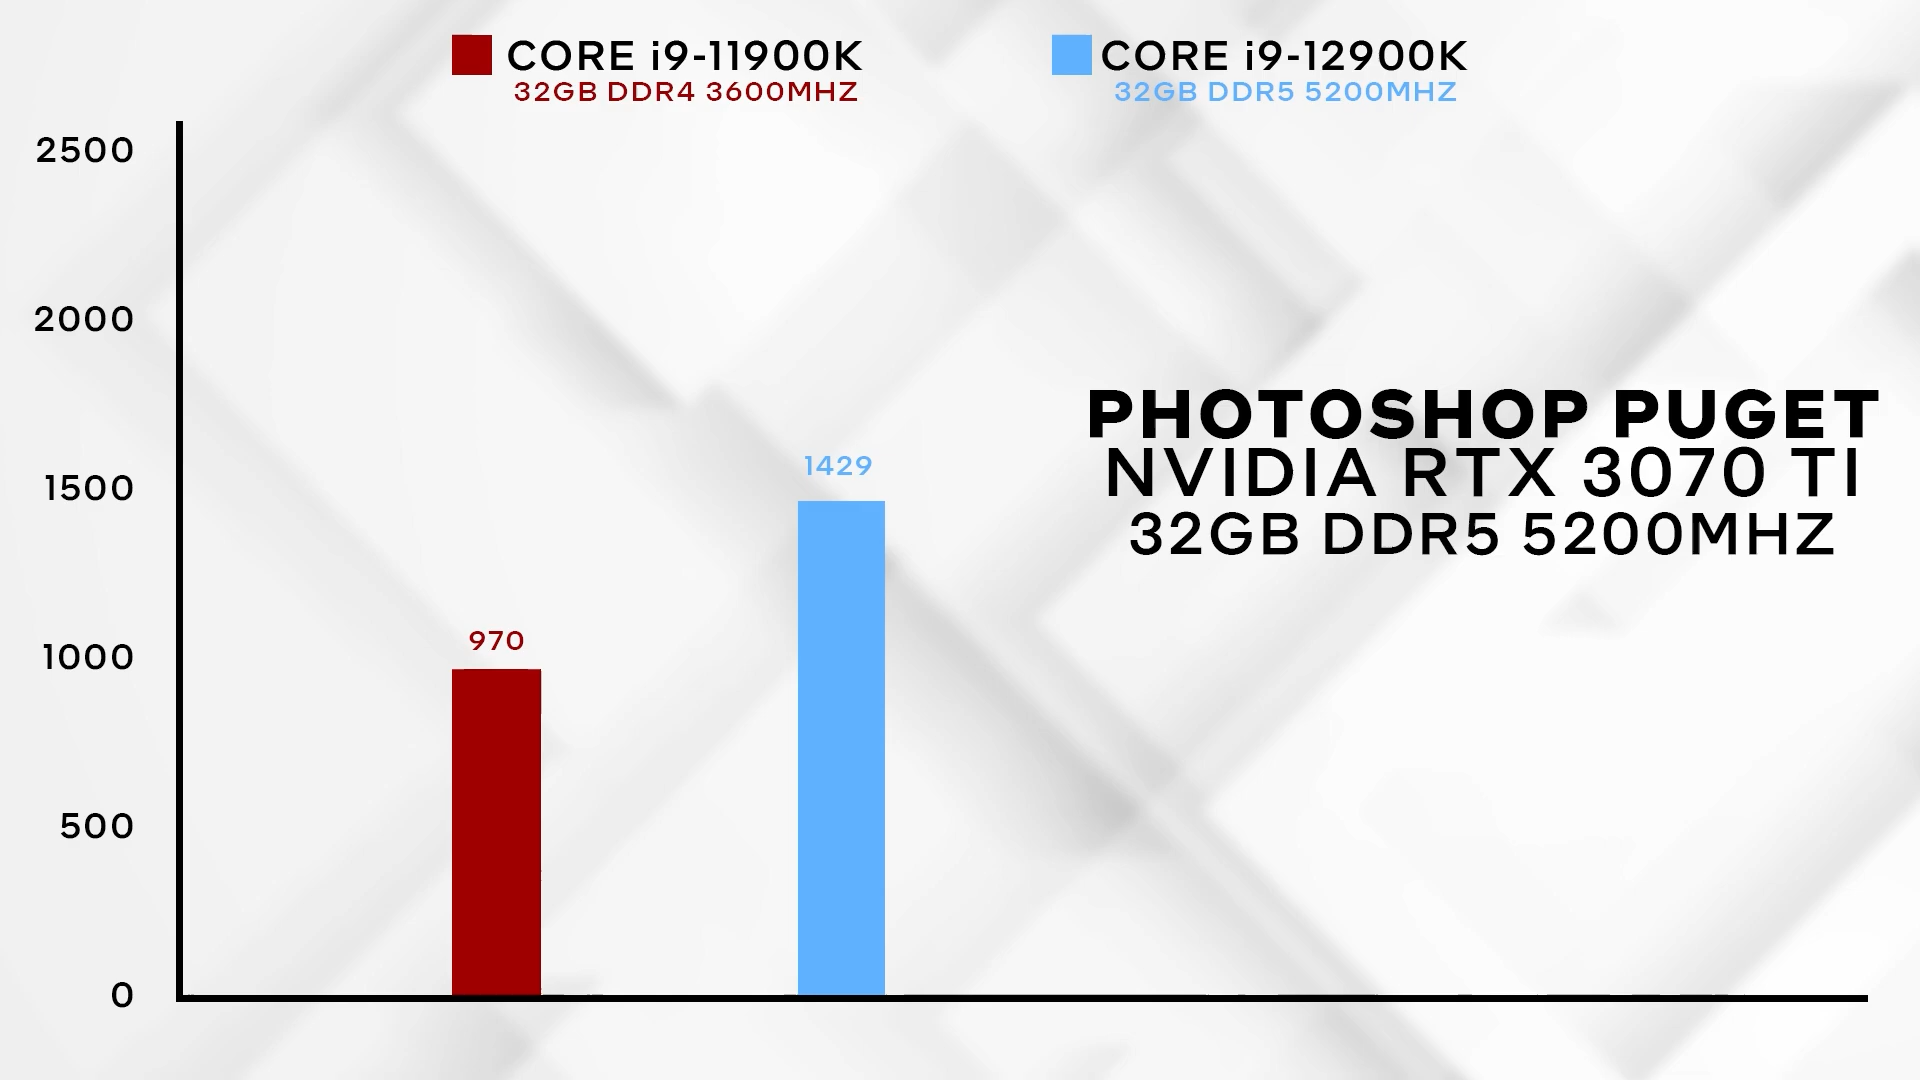 CORE i9-11900K
32GB DDR4 3600MHZ
CORE i9-12900K
32GB DDR5 5200MHZ
2500
2000
1500
1000
500
0
970
1429
PHOTOSHOP PUGET
NVIDIA RTX 3070 TI
32GB DDR5 5200MHZ